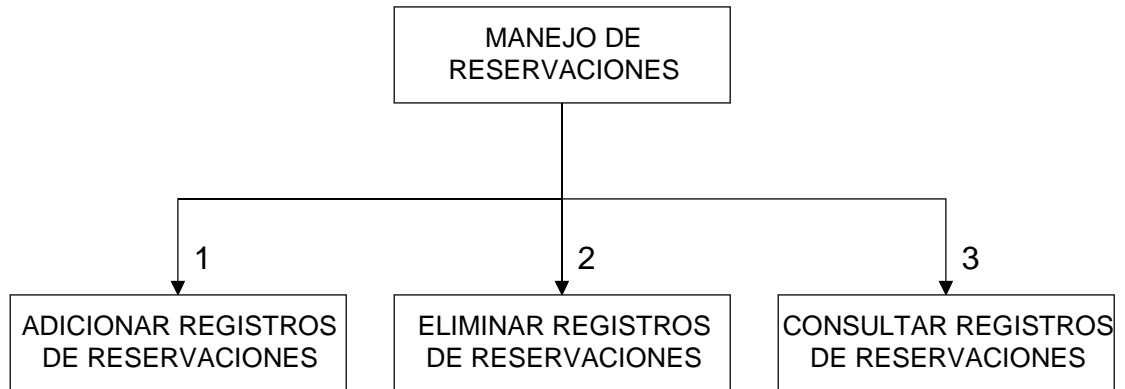 MANEJO DE
RESERVACIONES
1
2
3
ADICIONAR REGISTROS
DE RESERVACIONES
ELIMINAR REGISTROS
DE RESERVACIONES
CONSULTAR REGISTROS
DE RESERVACIONES